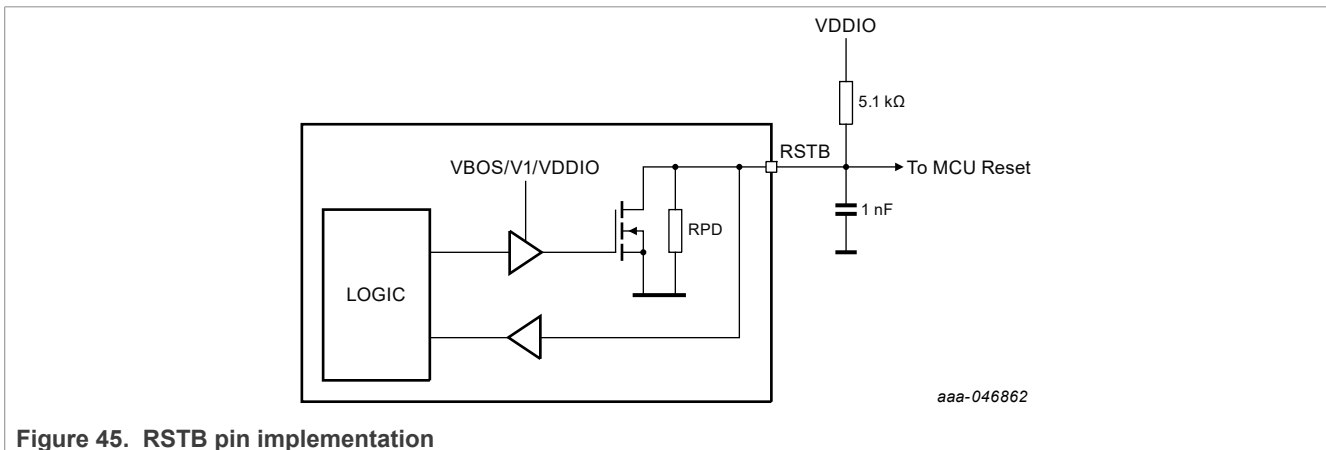 VDDIO
5.1 kΩ
RSTB
VBOS/V1/VDDIO
To MCU Reset
1 nF
RPD
LOGIC
aaa-046862
Figure 45. RSTB pin implementation